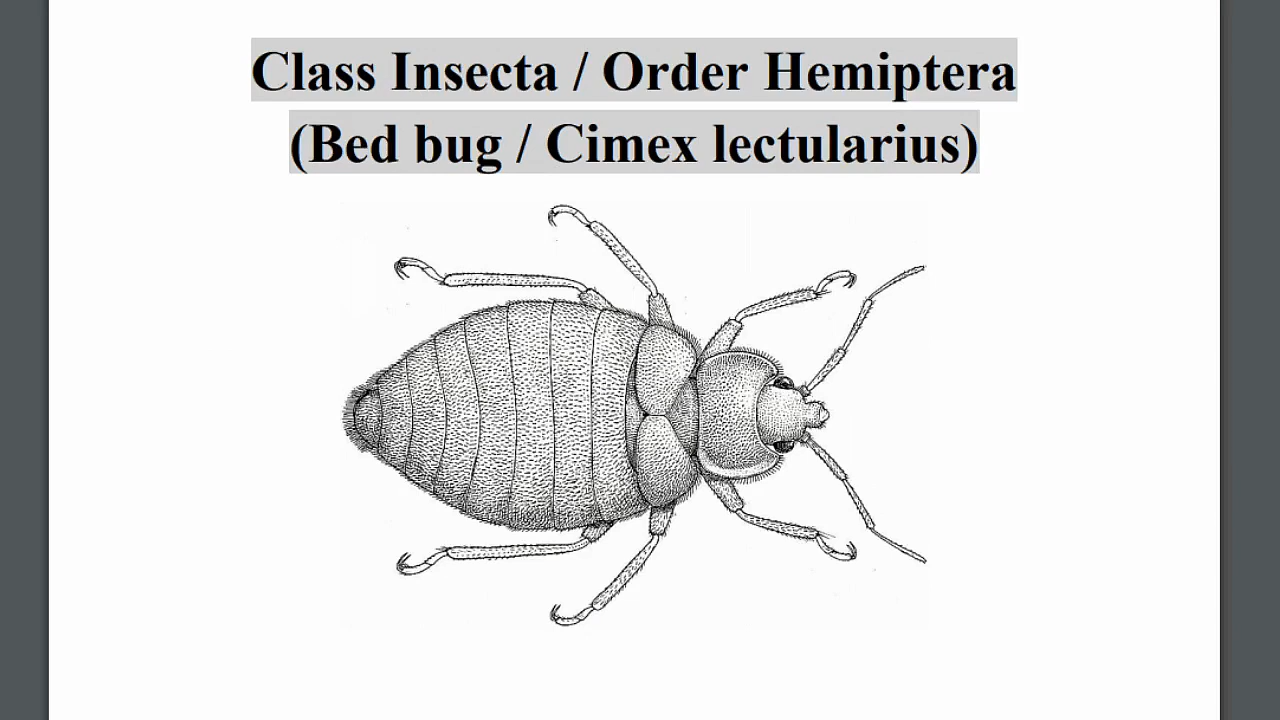 Class Insecta / Order Hemiptera
(Bed bug / Cimex lectularius)